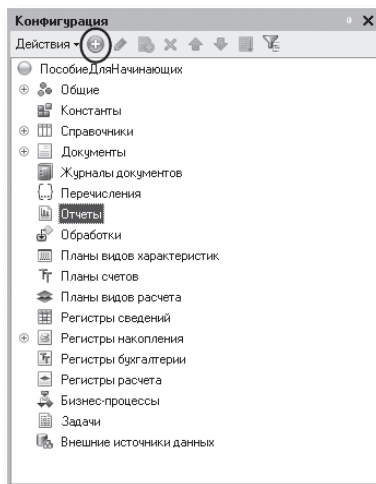 Конфигурация
Действия
ПособиеДляНачинающих
Общие
Константы
Справочники
Документы
Журналы документов
Перечисления
Отчеты
Обработки
Планы видов характеристик
Планы счетов
Планы видов расчета
Регистры сведений
Регистры накопления
Регистры бухгалтерии
Регистры расчета
Бизнес-процессы
Задачи
Внешние источники данных